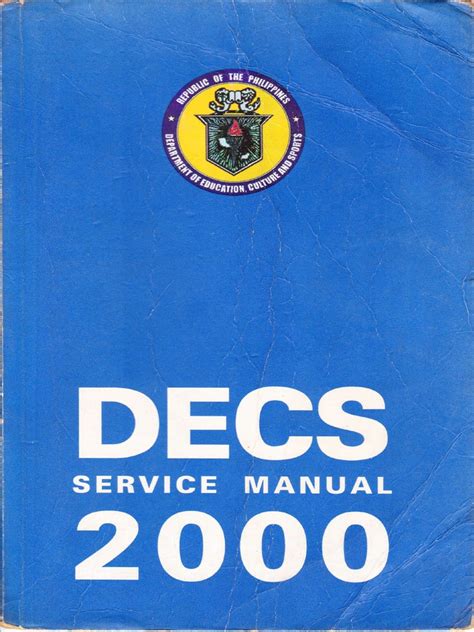 REPUBLIC OF THE PHILIPPINES
DEPARTMENT OF EDUCATION, CULTURE AND SPORTS
DECS
SERVICE MANUAL
2000